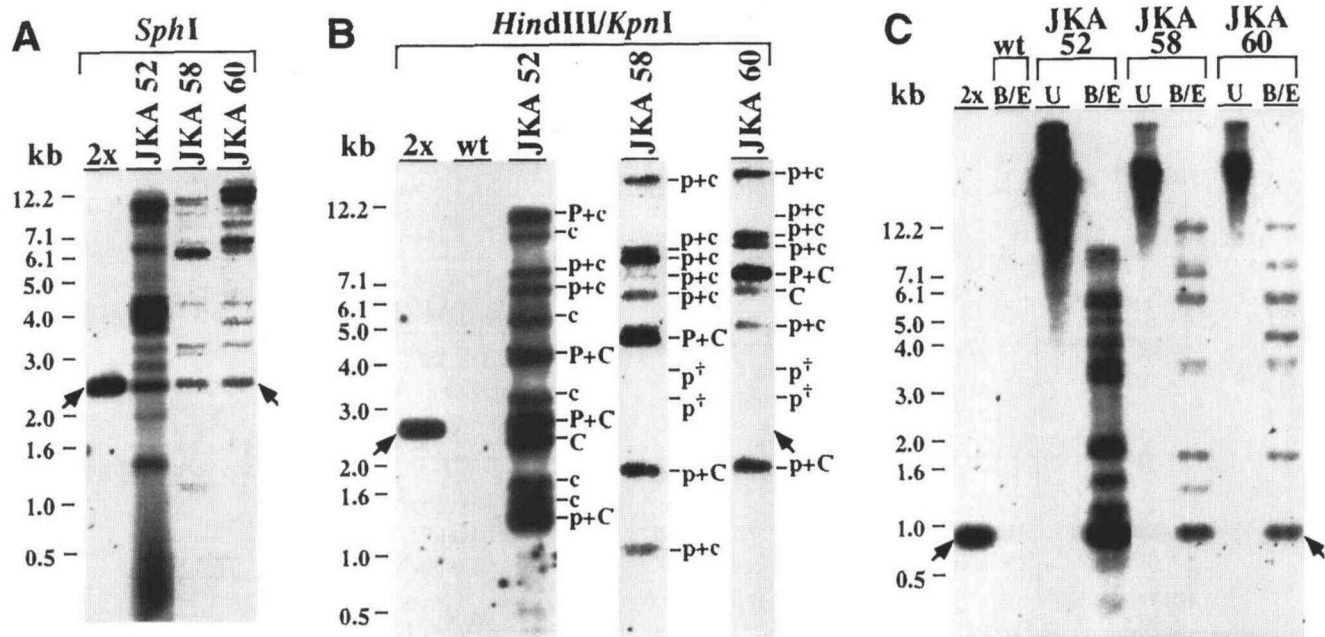 A
SphI
kb
2x
JKA 52
JKA 58
JKA 60
12.2
7.1
6.1
5.0
4.0
3.0
2.0
1.6
1.0
0.5
B
HindIII/KpnI
kb
2x
wt
JKA 52
JKA 58
JKA 60
12.2
7.1
6.1
5.0
4.0
3.0
2.0
1.6
1.0
0.5
P+c
c
p+c
p+c
c
P+C
c
P+C
C
c
c
p+C
p+c
p+c
p+c
p+c
p+c
P+C
p†
p†
p+C
p+c
p+c
p+c
p+c
p+c
P+C
C
p+c
p†
p†
p+C
C
wt
JKA 52
JKA 58
JKA 60
kb
2x
B/E
U
B/E
U
B/E
U
B/E
12.2
7.1
6.1
5.0
4.0
3.0
2.0
1.6
1.0
0.5